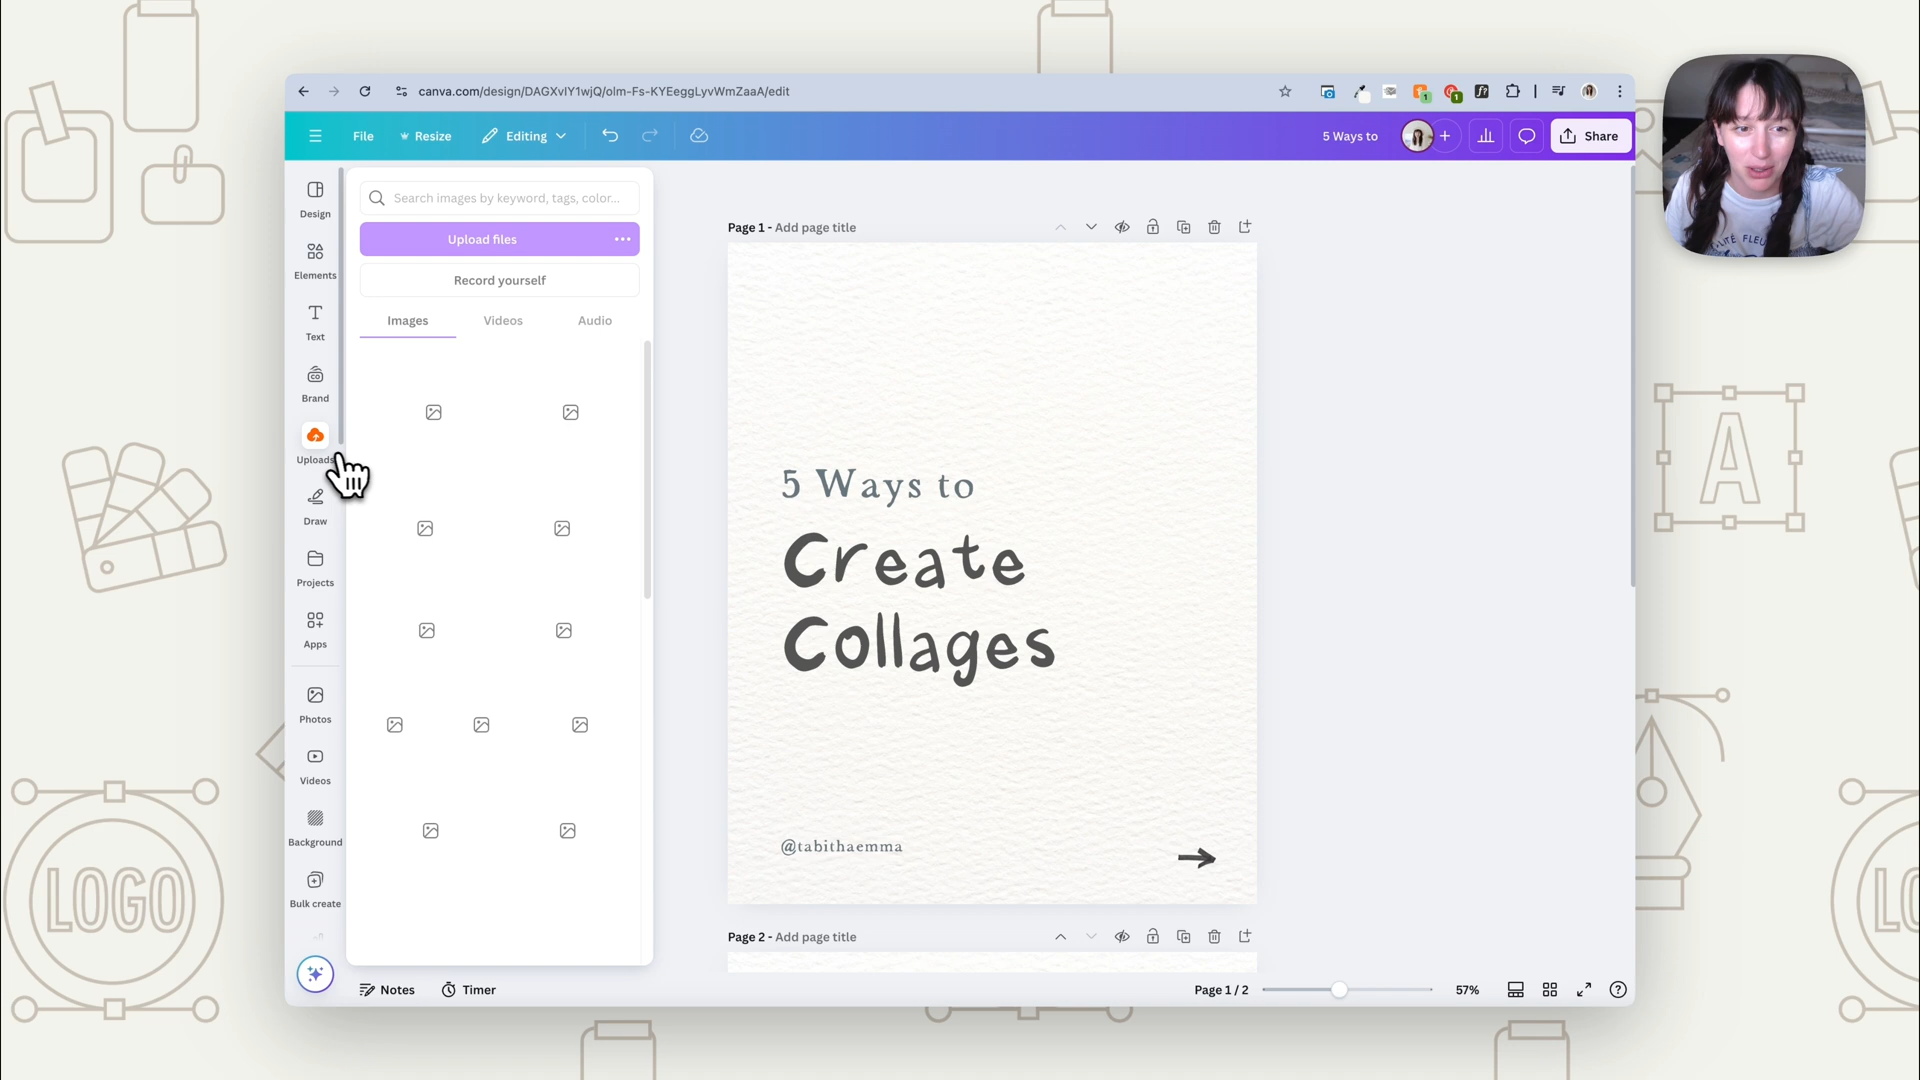 canva.com/design/DAGXvIY1wjQ/olm-Fs-KYEeggLyvWmZaaA/edit
File
Resize
Editing
5 Ways to
Share
Design
Elements
Text
Brand
Uploads
Draw
Projects
Apps
Photos
Videos
Background
Bulk create
Search images by keyword, tags, color...
Upload files
Record yourself
Images
Videos
Audio
Page 1 - Add page title
5 Ways to
Create
Collages
@tabithaemma
Page 2 - Add page title
Notes
Timer
Page 1 / 2
57%
LOGO
A